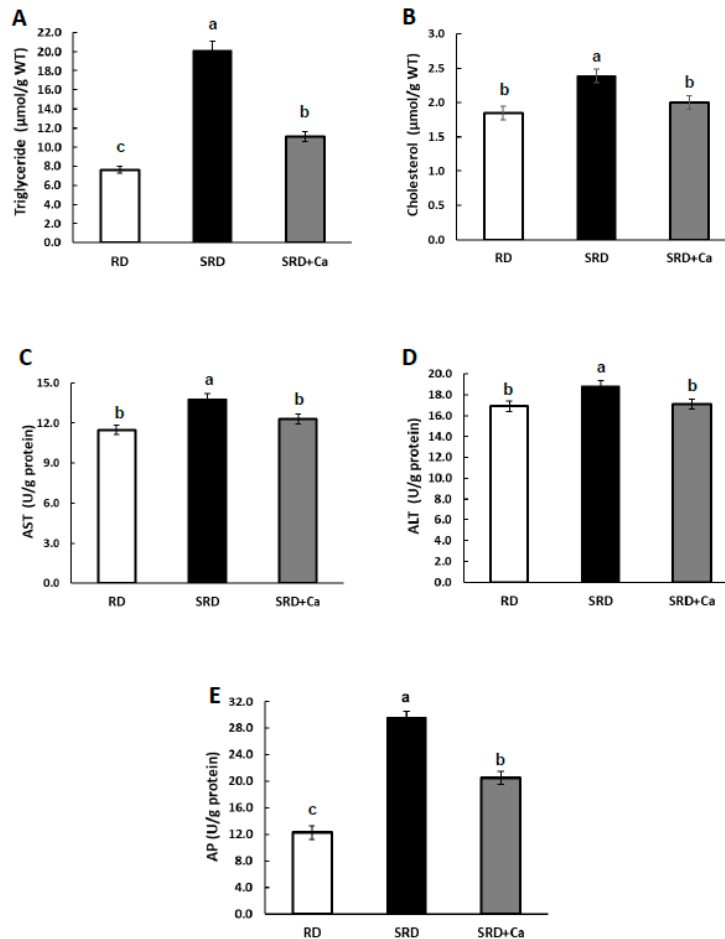 A
Triglyceride (µmol/g WT)
22.0
20.0
18.0
16.0
14.0
12.0
10.0
8.0
6.0
4.0
2.0
0.0
c
a
b
RD
SRD
SRD+Ca
B
Cholesterol (µmol/g WT)
3.0
2.5
2.0
1.5
1.0
0.5
0.0
b
a
b
RD
SRD
SRD+Ca
C
AST (U/g protein)
15.0
12.0
9.0
6.0
3.0
0.0
b
a
b
RD
SRD
SRD+Ca
D
ALT (U/g protein)
20.0
18.0
16.0
14.0
12.0
10.0
8.0
6.0
4.0
2.0
0.0
b
a
b
RD
SRD
SRD+Ca
E
AP (U/g protein)
32.0
28.0
24.0
20.0
16.0
12.0
8.0
4.0
0.0
c
a
b
RD
SRD
SRD+Ca